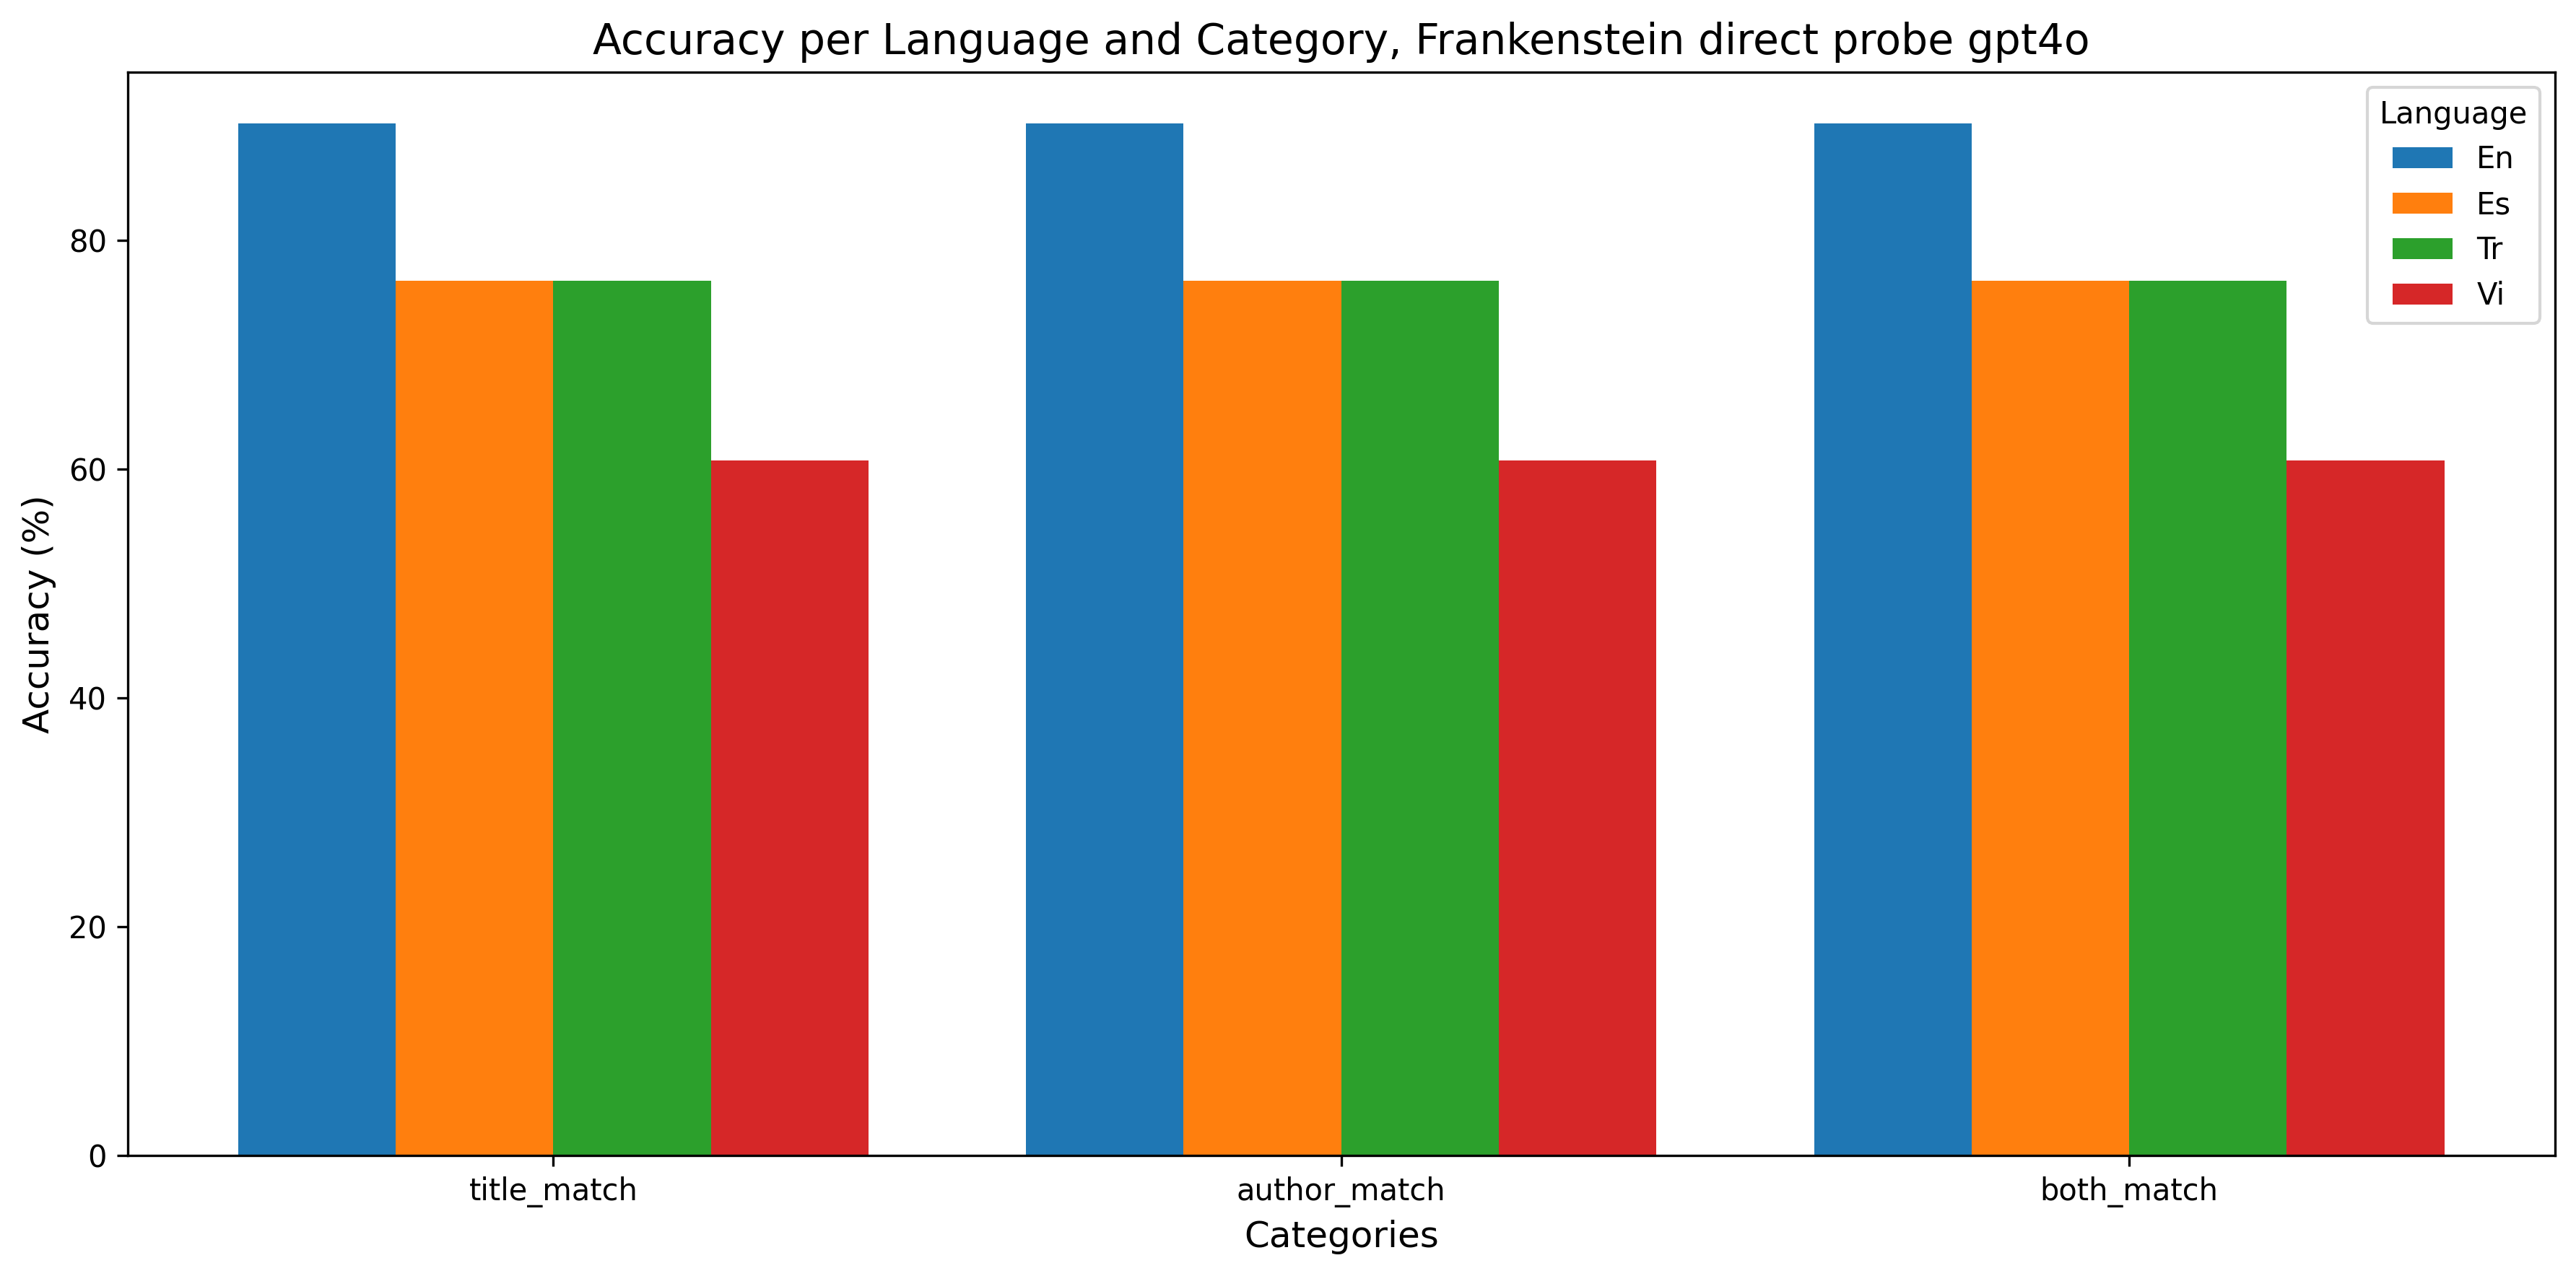 Accuracy per Language and Category, Frankenstein direct probe gpt4o
Language
En
Es
Tr
Vi
Accuracy (%)
80
60
40
20
0
title_match
author_match
both_match
Categories